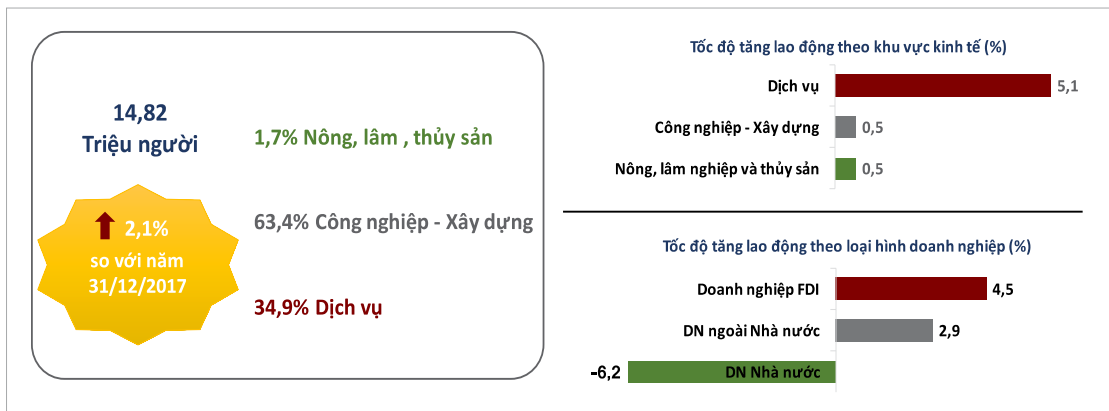 14,82
Triệu người
2,1%
so với năm
31/12/2017
1,7% Nông, lâm , thủy sản
63,4% Công nghiệp - Xây dựng
34,9% Dịch vụ
Tốc độ tăng lao động theo khu vực kinh tế (%)
Dịch vụ 5,1
Công nghiệp - Xây dựng 0,5
Nông, lâm nghiệp và thủy sản 0,5
Tốc độ tăng lao động theo loại hình doanh nghiệp (%)
Doanh nghiệp FDI 4,5
DN ngoài Nhà nước 2,9
-6,2 DN Nhà nước